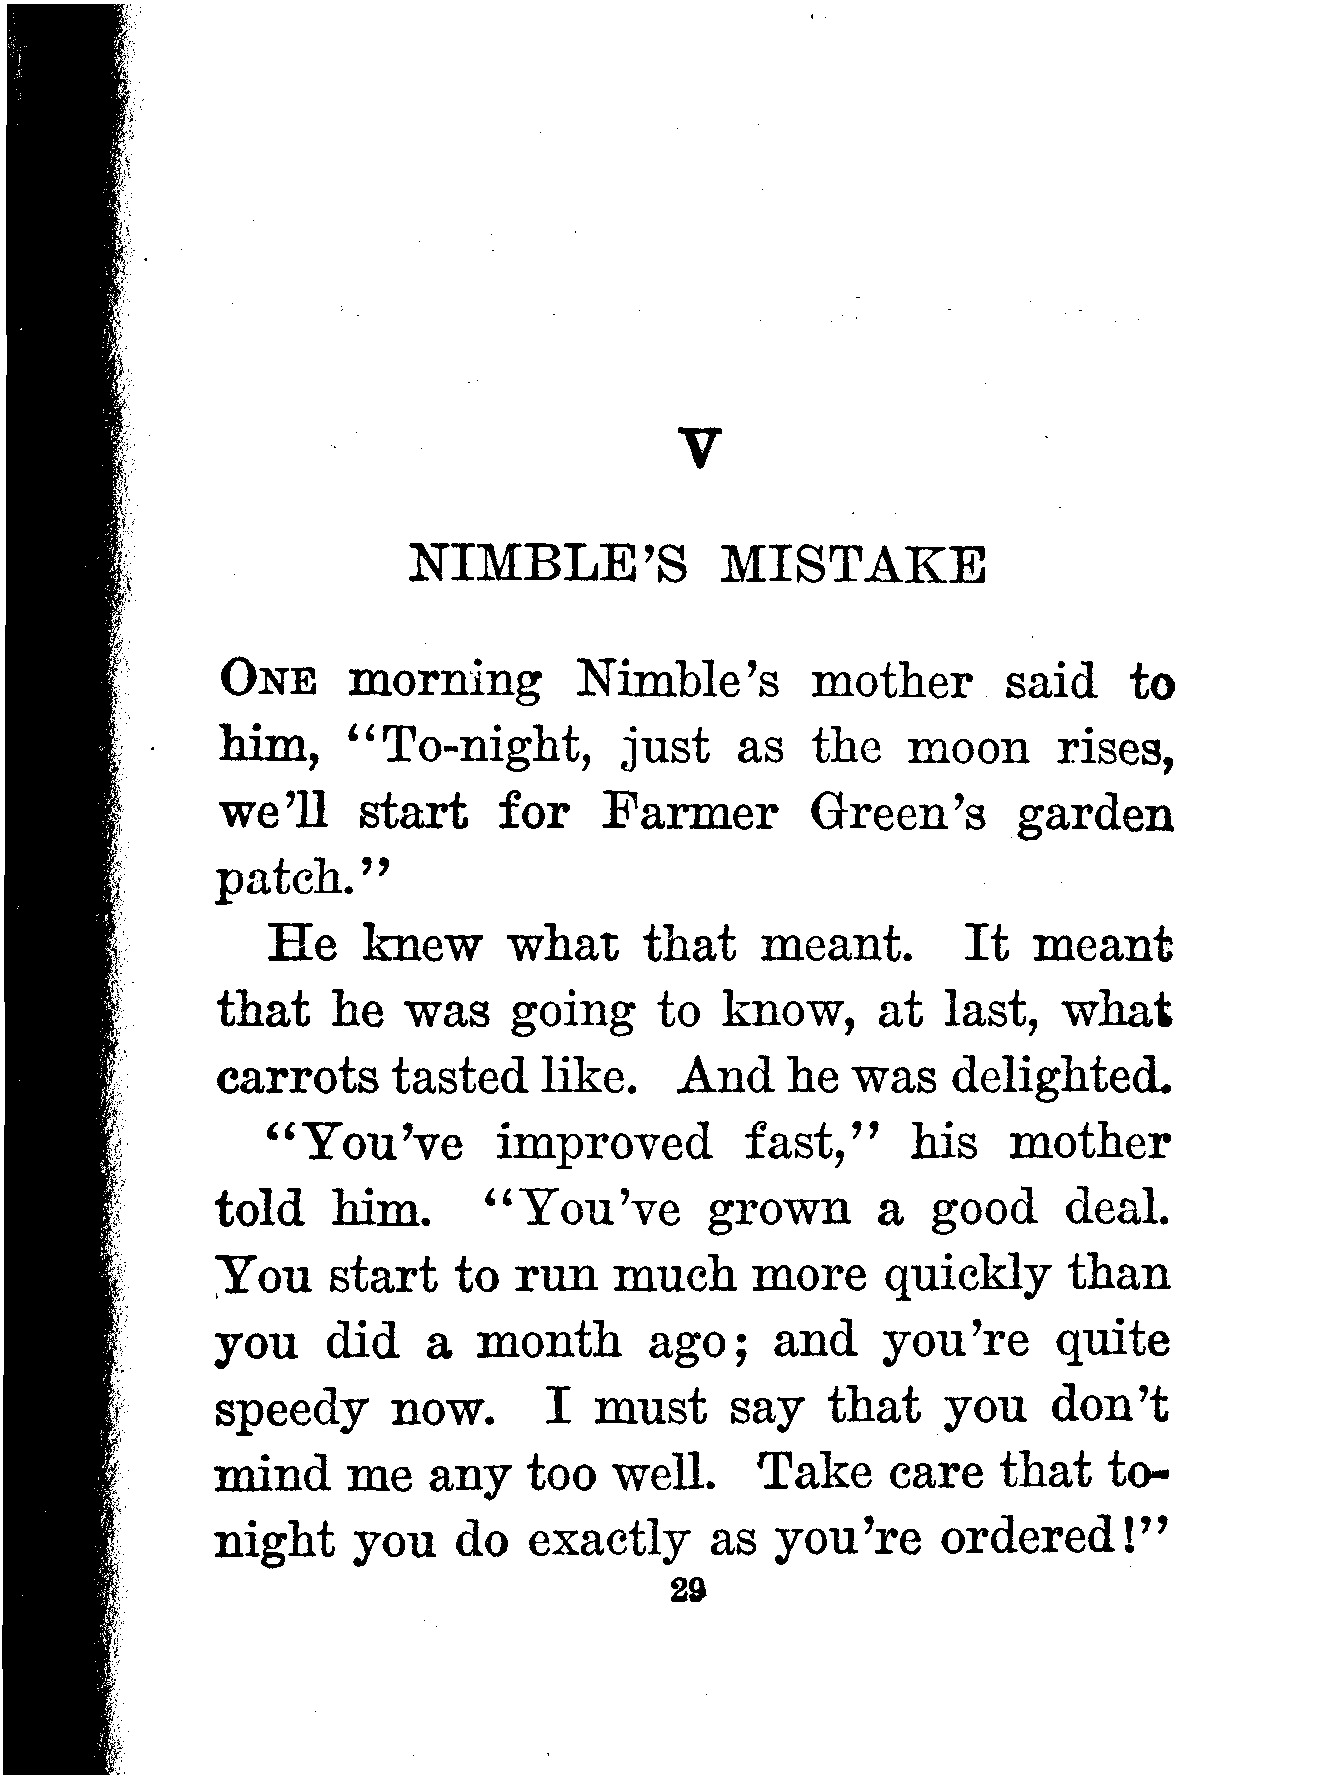 V
NIMBLE'S MISTAKE
ONE morning Nimble's mother said to
him, "To-night, just as the moon rises,
we'll start for Farmer Green's garden
patch."
He knew what that meant. It meant
that he was going to know, at last, what
carrots tasted like. And he was delighted.
"You've improved fast," his mother
told him. "You've grown a good deal.
You start to run much more quickly than
you did a month ago; and you're quite
speedy now. I must say that you don't
mind me any too well. Take care that to-
night you do exactly as you're ordered!"
29